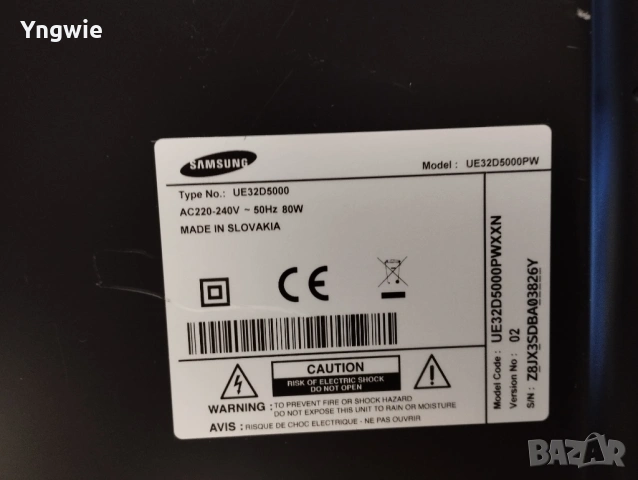 Yngwie
SAMSUNG
Model : UE32D5000PW
Type No.: UE32D5000
AC220-240V ~ 50Hz 80W
MADE IN SLOVAKIA
CE
CAUTION
RISK OF ELECTRIC SHOCK
DO NOT OPEN
WARNING : TO PREVENT FIRE OR SHOCK HAZARD
DO NOT EXPOSE THIS UNIT TO RAIN OR MOISTURE
AVIS : RISQUE DE CHOC ELECTRIQUE - NE PAS OUVRIR
Model Code : UE32D5000PWXXN
Version No : 02
S/N : Z8JX3SDBA03826Y
BAZAR